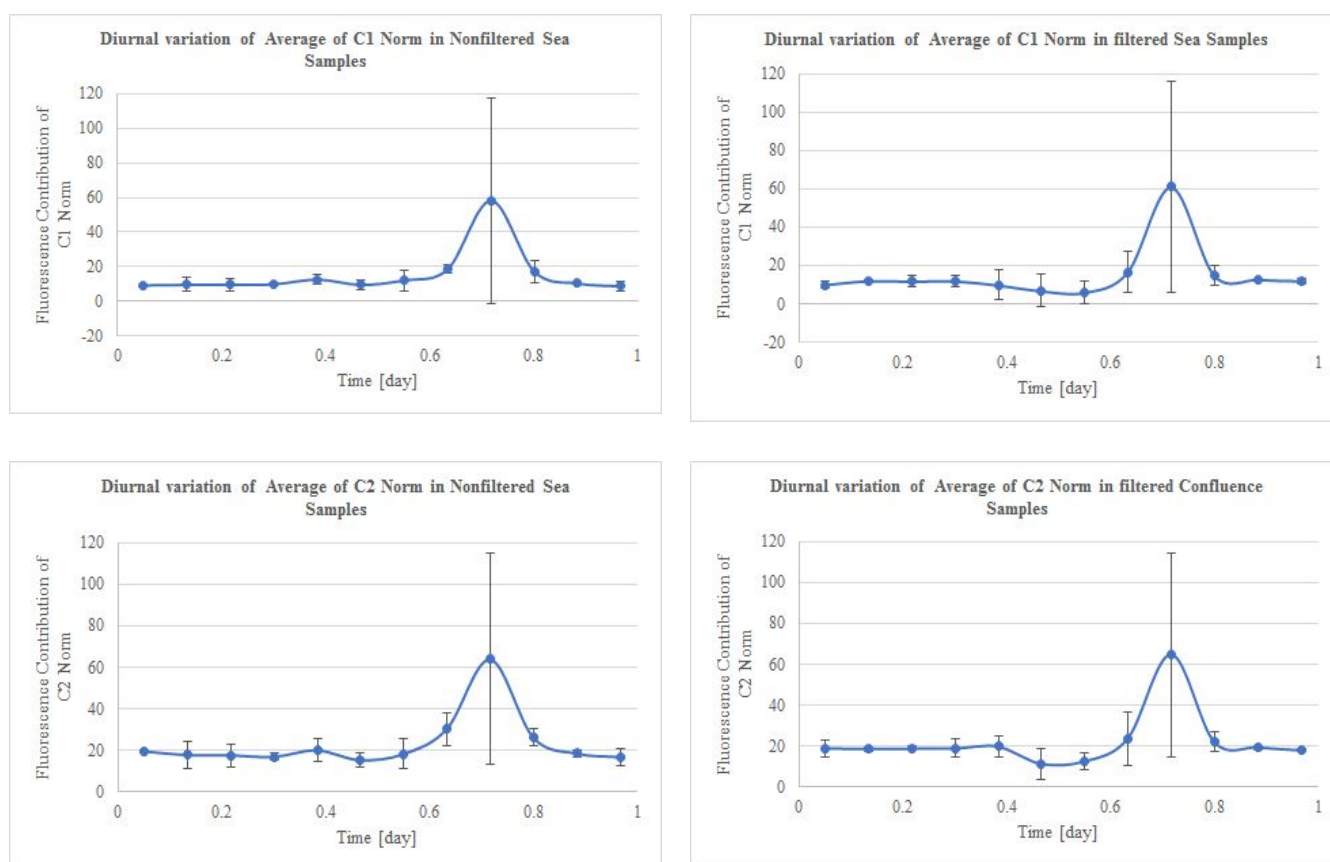 Diurnal variation of Average of C1 Norm in Nonfiltered Sea
Samples
Fluorescence Contribution of
C1 Norm
120
100
80
60
40
20
0
-20
0
0.2
0.4
0.6
0.8
1
Time [day]
Diurnal variation of Average of C1 Norm in filtered Sea Samples
Fluorescence Contribution of
C1 Norm
120
100
80
60
40
20
0
-20
0
0.2
0.4
0.6
0.8
1
Time [day]
Diurnal variation of Average of C2 Norm in Nonfiltered Sea
Samples
Fluorescence Contribution of
C2 Norm
120
100
80
60
40
20
0
0
0.2
0.4
0.6
0.8
1
Time [day]
Diurnal variation of Average of C2 Norm in filtered Confluence
Samples
Fluorescence Contribution of
C2 Norm
120
100
80
60
40
20
0
0
0.2
0.4
0.6
0.8
1
Time [day]